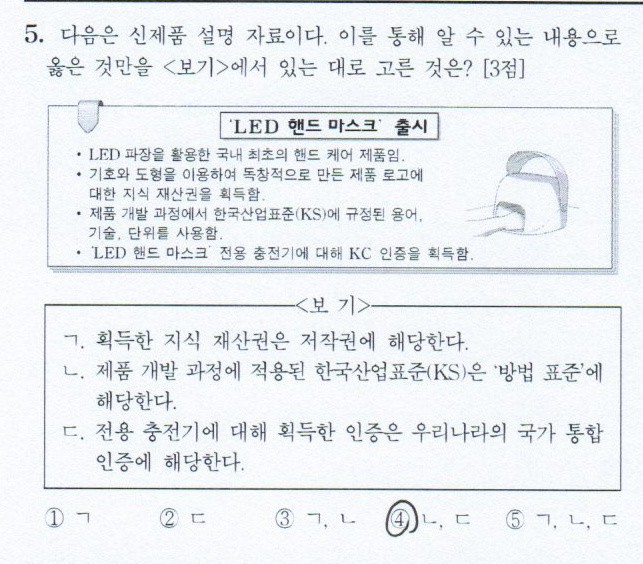 5. 다음은 신제품 설명 자료이다. 이를 통해 알 수 있는 내용으로
옳은 것만을 <보기>에서 있는 대로 고른 것은? [3점]
'LED 핸드 마스크' 출시
• LED 파장을 활용한 국내 최초의 핸드 케어 제품임.
• 기호와 도형을 이용하여 독창적으로 만든 제품 로고에
대한 지식 재산권을 획득함.
• 제품 개발 과정에서 한국산업표준(KS)에 규정된 용어,
기술, 단위를 사용함.
• 'LED 핸드 마스크' 전용 충전기에 대해 KC 인증을 획득함.
<보 기>
ㄱ. 획득한 지식 재산권은 저작권에 해당한다.
ㄴ. 제품 개발 과정에 적용된 한국산업표준(KS)은 '방법 표준'에
해당한다.
ㄷ. 전용 충전기에 대해 획득한 인증은 우리나라의 국가 통합
인증에 해당한다.
① ㄱ ② ㄷ ③ ㄱ, ㄴ ④ ㄴ, ㄷ ⑤ ㄱ, ㄴ, ㄷ